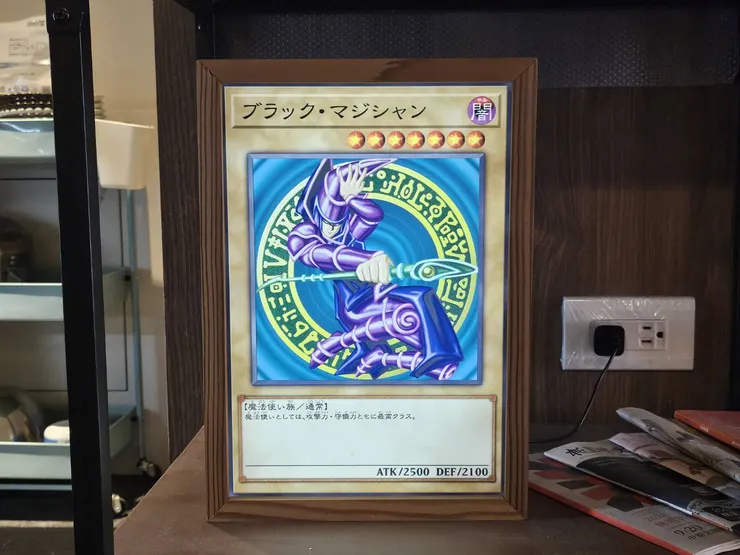 ブラック・マジシャン
闇
【魔法使い族/通常】
魔法使いとしては、攻撃力・守備力ともに最高クラス。
ATK/2500 DEF/2100
9/26